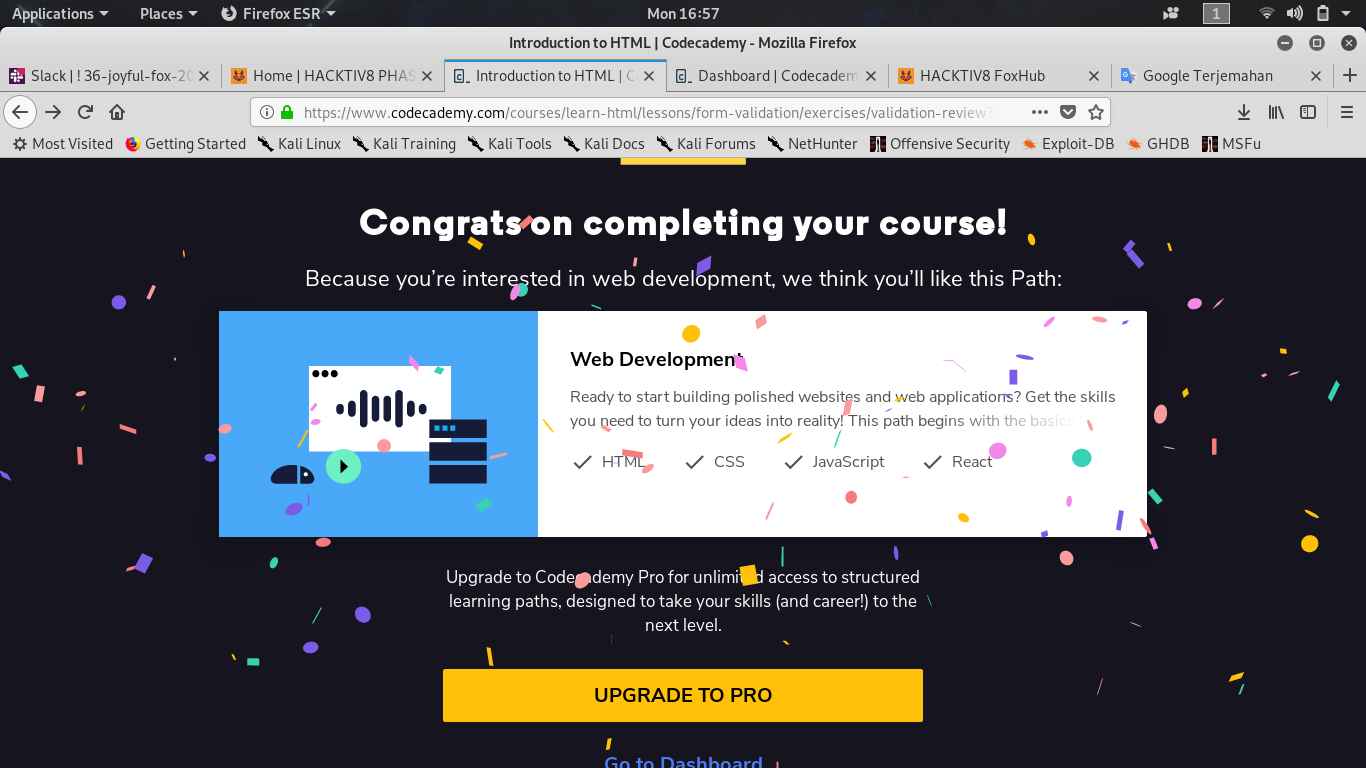 Applications Places Firefox ESR Mon 16:57 1
Introduction to HTML | Codecademy - Mozilla Firefox
Slack | ! 36-joyful-fox-20 Home | HACKTIV8 PHAS Introduction to HTML | C Dashboard | Codecadem HACKTIV8 FoxHub Google Terjemahan
https://www.codecademy.com/courses/learn-html/lessons/form-validation/exercises/validation-review?
Most Visited Getting Started Kali Linux Kali Training Kali Tools Kali Docs Kali Forums NetHunter Offensive Security Exploit-DB GHDB MSFu
Congrats on completing your course!
Because you’re interested in web development, we think you’ll like this Path:
Web Development
Ready to start building polished websites and web applications? Get the skills
you need to turn your ideas into reality! This path begins with the basics
HTML CSS JavaScript React
Upgrade to Codecademy Pro for unlimited access to structured
learning paths, designed to take your skills (and career!) to the
next level.
UPGRADE TO PRO
Go to Dashboard